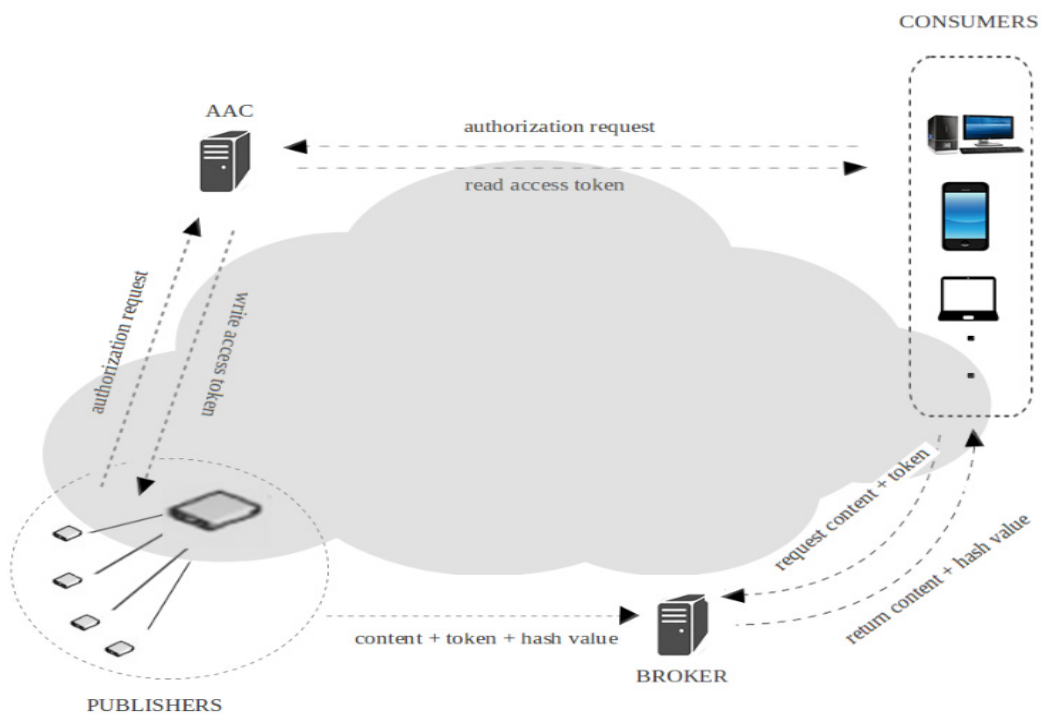 CONSUMERS
AAC
authorization request
read access token
authorization request
write access token
request content + token
return content + hash value
content + token + hash value
BROKER
PUBLISHERS